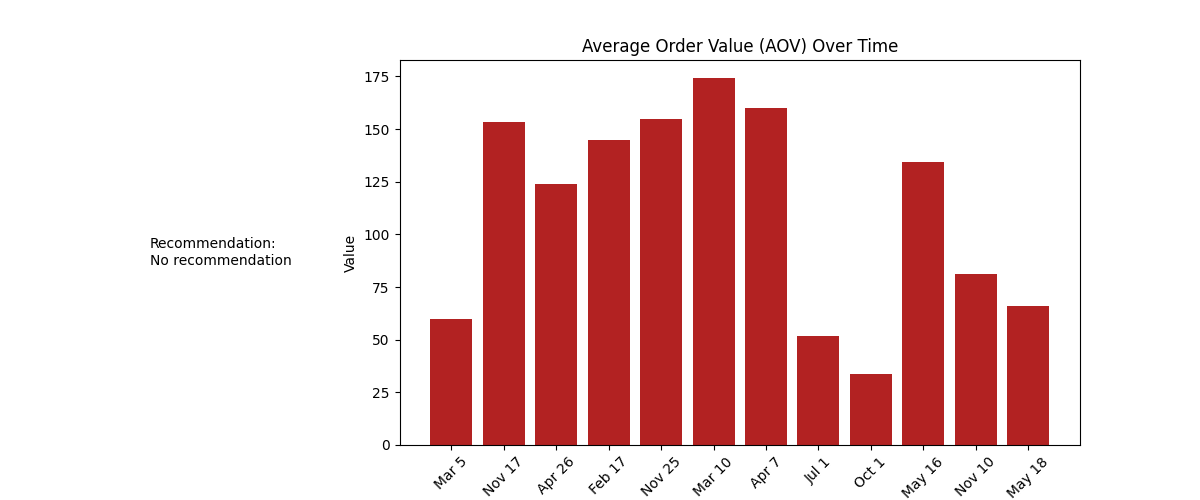 Average Order Value (AOV) Over Time
Recommendation:
No recommendation
Value
175
150
125
100
75
50
25
0
Mar 5
Nov 17
Apr 26
Feb 17
Nov 25
Mar 10
Apr 7
Jul 1
Oct 1
May 16
Nov 10
May 18